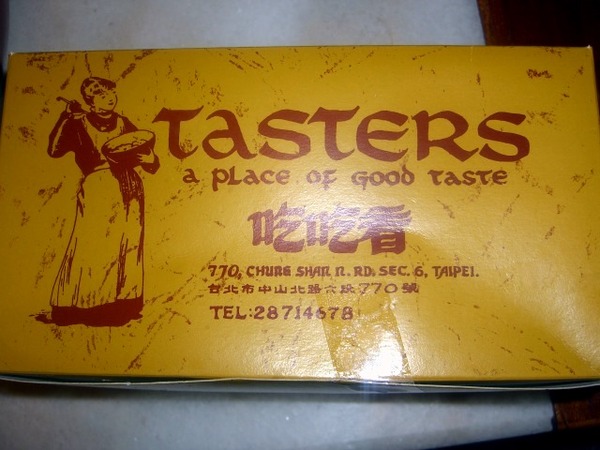 TASTERS
a place of good taste
吃吃看
770, CHUNG SHAN N. RD. SEC. 6, TAIPEI.
台北市中山北路六段770號
TEL:28714678